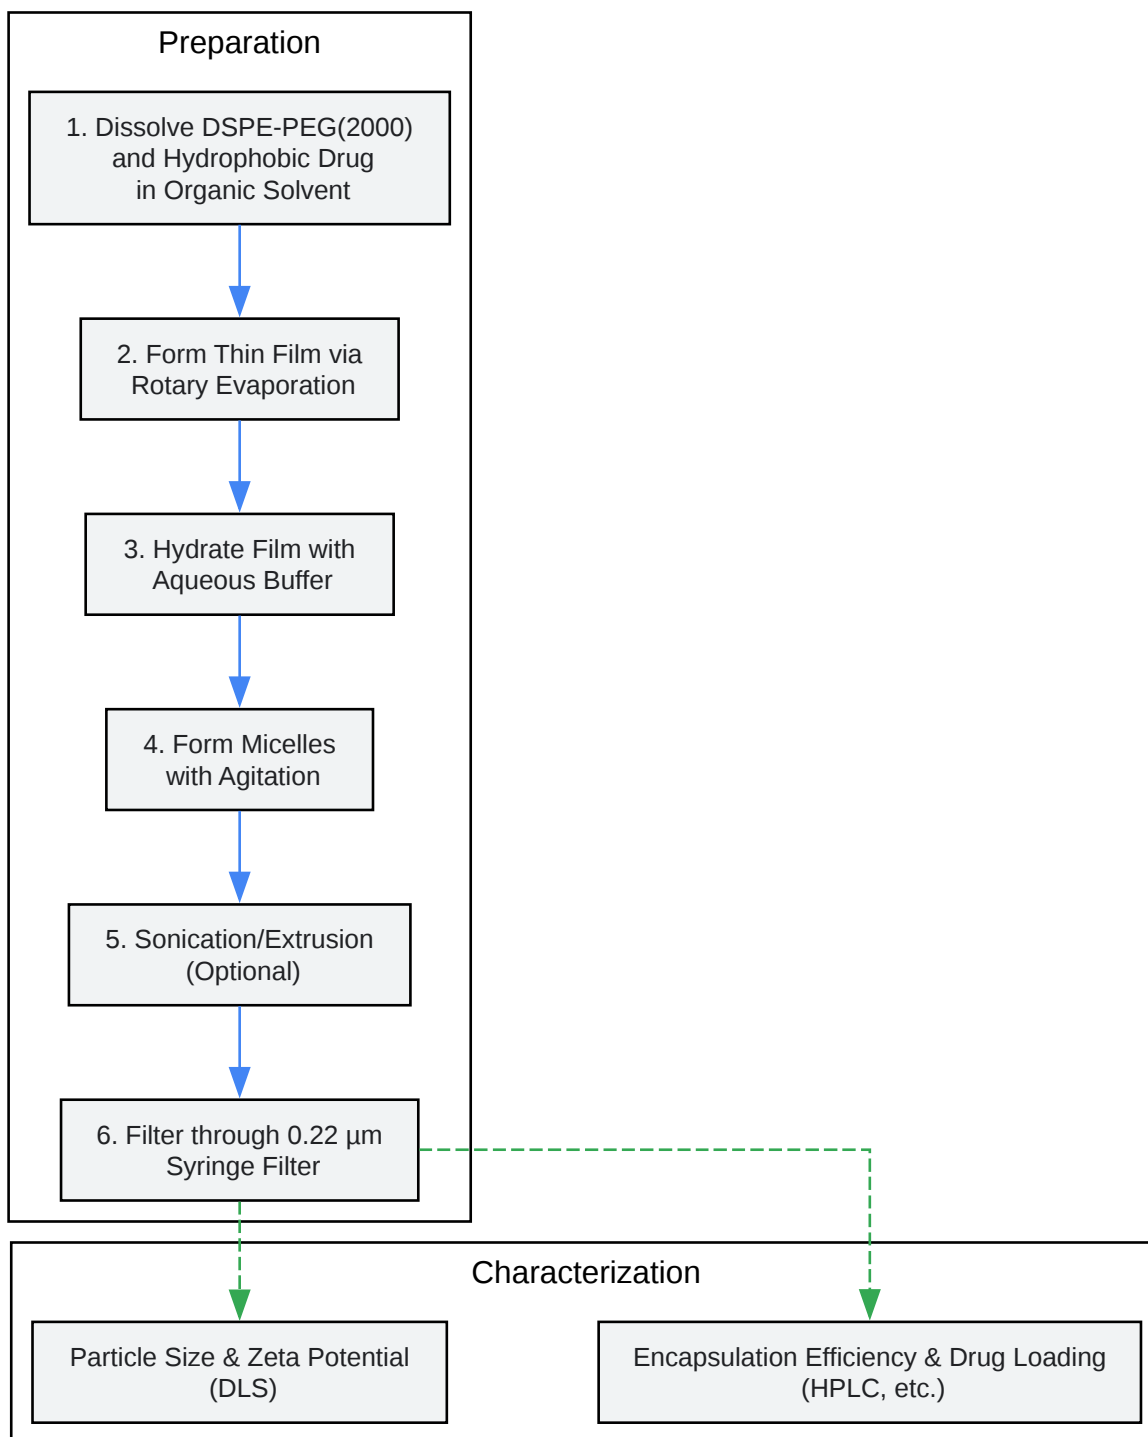 Preparation
1. Dissolve DSPE-PEG(2000)
and Hydrophobic Drug
in Organic Solvent
2. Form Thin Film via
Rotary Evaporation
3. Hydrate Film with
Aqueous Buffer
4. Form Micelles
with Agitation
5. Sonication/Extrusion
(Optional)
6. Filter through 0.22 µm
Syringe Filter
Characterization
Particle Size & Zeta Potential
(DLS)
Encapsulation Efficiency & Drug Loading
(HPLC, etc.)